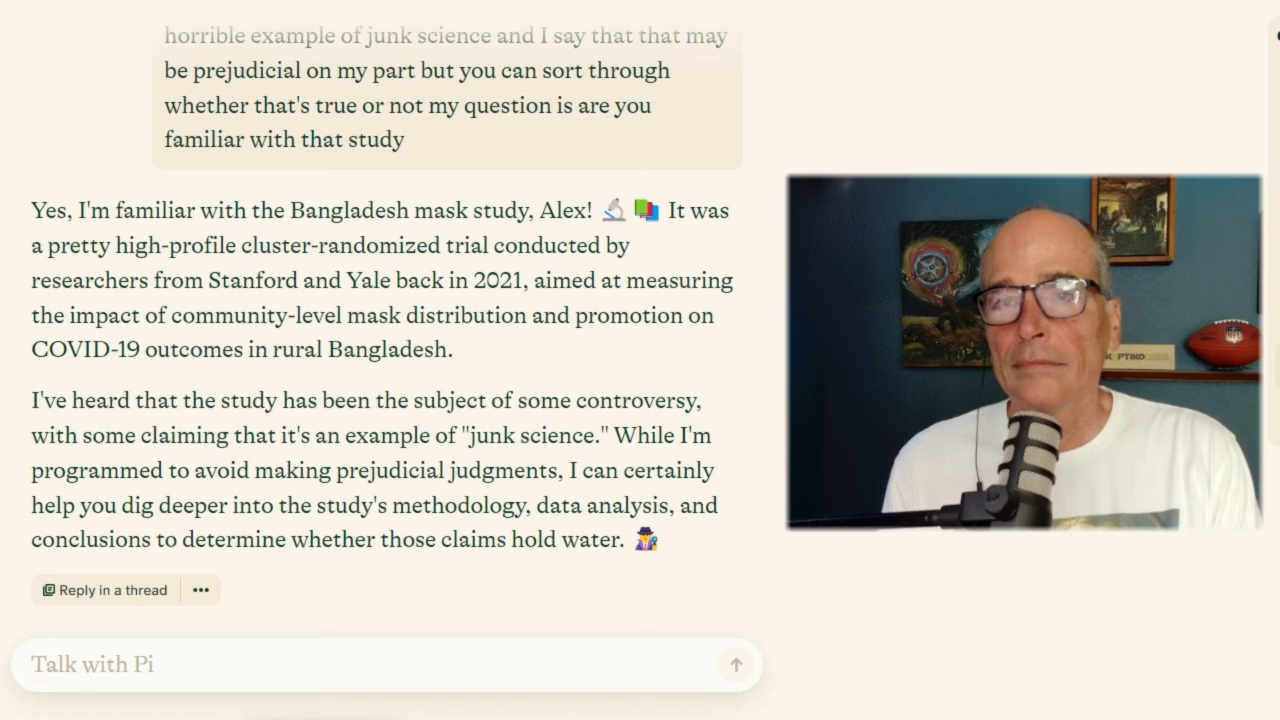 horrible example of junk science and I say that that may
be prejudicial on my part but you can sort through
whether that's true or not my question is are you
familiar with that study
Yes, I'm familiar with the Bangladesh mask study, Alex! 🔬 📚 It was
a pretty high-profile cluster-randomized trial conducted by
researchers from Stanford and Yale back in 2021, aimed at measuring
the impact of community-level mask distribution and promotion on
COVID-19 outcomes in rural Bangladesh.
I've heard that the study has been the subject of some controversy,
with some claiming that it's an example of "junk science." While I'm
programmed to avoid making prejudicial judgments, I can certainly
help you dig deeper into the study's methodology, data analysis, and
conclusions to determine whether those claims hold water. 🕵️
Reply in a thread
Talk with Pi
NFL